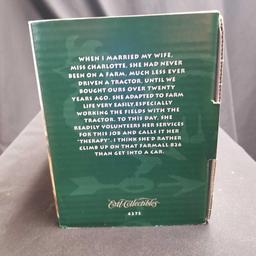 WHEN I MARRIED MY WIFE,
MISS CHARLOTTE, SHE HAD NEVER
BEEN ON A FARM, MUCH LESS EVER
DRIVEN A TRACTOR, UNTIL WE
BOUGHT OURS OVER TWENTY
YEARS AGO. SHE ADAPTED TO FARM
LIFE VERY EASILY, ESPECIALLY
WORKING THE FIELDS WITH THE
TRACTOR. TO THIS DAY, SHE
READILY VOLUNTEERS HER SERVICES
FOR THIS JOB AND CALLS IT HER
"THERAPY". I THINK SHE'D RATHER
CLIMB UP ON THAT FARMALL 826
THAN GET INTO A CAR.
Ertl Collectibles
4275